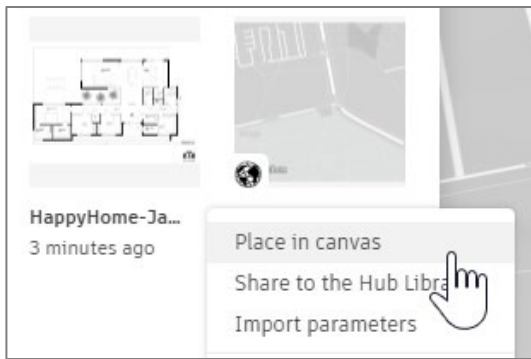 HappyHome-Ja...
3 minutes ago
Place in canvas
Share to the Hub Libra
Import parameters